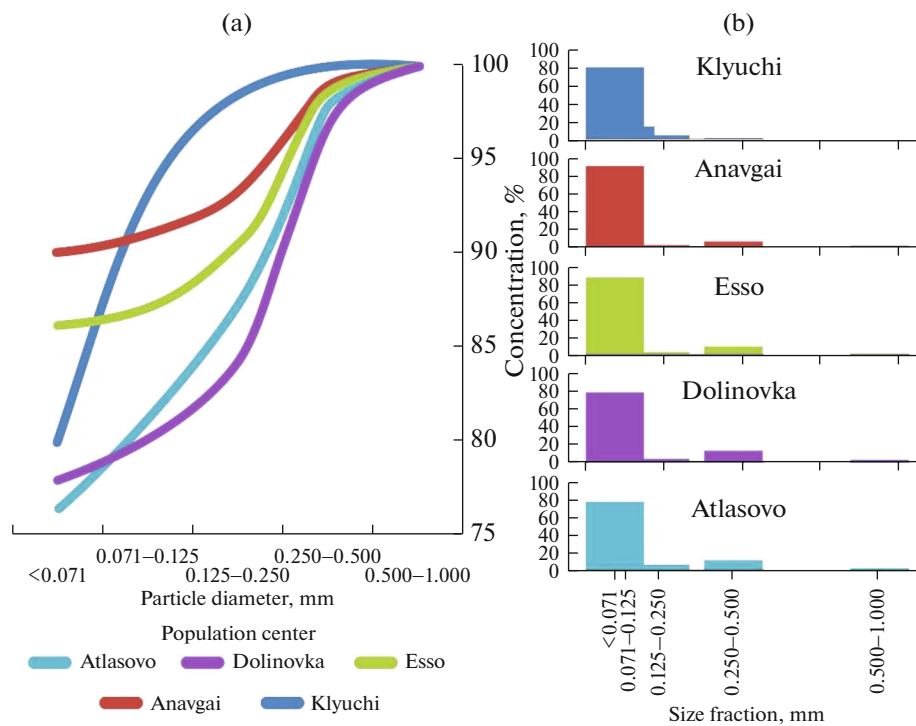 (a)
100
95
90
85
80
75
0.071–0.125
0.250–0.500
<0.071
0.125–0.250
0.500–1.000
Particle diameter, mm
Population center
Atlasovo
Dolinovka
Esso
Anavgai
Klyuchi
(b)
Concentration, %
100
80
60
40
20
0
Klyuchi
100
80
60
40
20
0
Anavgai
100
80
60
40
20
0
Esso
100
80
60
40
20
0
Dolinovka
100
80
60
40
20
0
Atlasovo
<0.071
0.071–0.125
0.125–0.250
0.250–0.500
0.500–1.000
Size fraction, mm